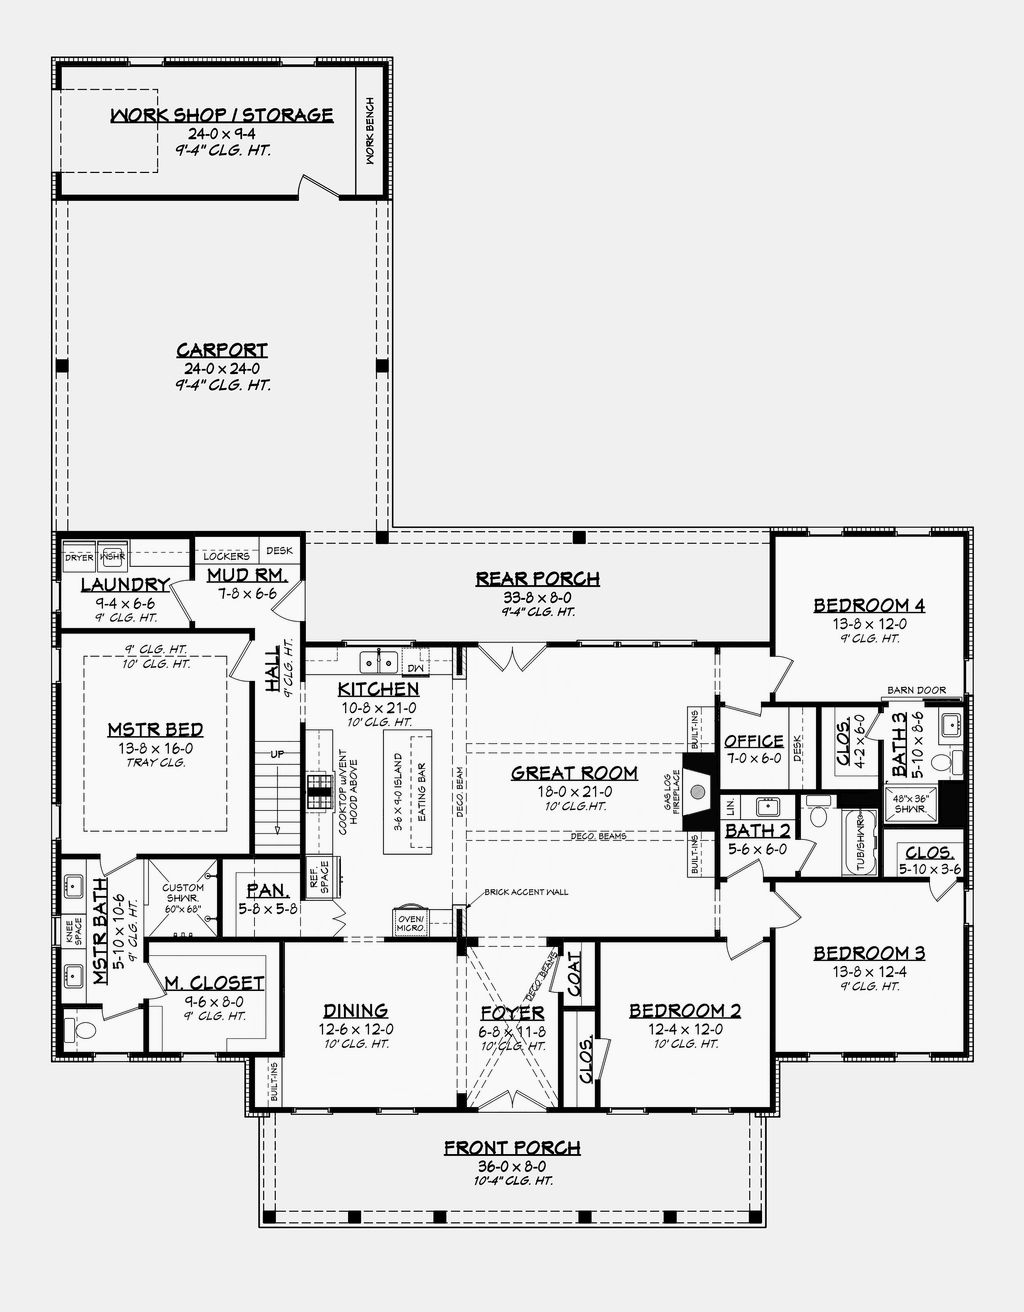 WORK SHOP / STORAGE
24-0 x 9-4
9'-4" CLG. HT.
WORK BENCH
CARPORT
24-0 x 24-0
9'-4" CLG. HT.
DRYER
WSHR
LAUNDRY
9-4 x 6-6
9' CLG. HT.
LOCKERS
DESK
MUD RM.
7-8 x 6-6
REAR PORCH
33-8 x 8-0
9'-4" CLG. HT.
BEDROOM 4
13-8 x 12-0
9' CLG. HT.
BARN DOOR
9' CLG. HT.
10' CLG. HT.
MSTR BED
13-8 x 16-0
TRAY CLG.
HALL
9' CLG. HT.
UP
KITCHEN
10-8 x 21-0
10' CLG. HT.
DW
COOKTOP w/VENT
HOOD ABOVE
3-6 x 9-0 ISLAND
EATING BAR
DECO. BEAM
GREAT ROOM
18-0 x 21-0
10' CLG. HT.
DECO. BEAMS
BUILT-INS
GAS LOG
FIREPLACE
BUILT-INS
OFFICE
7-0 x 6-0
DESK
CLOS.
4-2 x 6-0
BATH 3
5-10 x 8-6
48"x 36"
SHWR.
LIN.
BATH 2
5-6 x 6-0
TUB/SHWR
CLOS.
5-10 x 3-6
BRICK ACCENT WALL
REF.
SPACE
PAN.
5-8 x 5-8
OVEN/
MICRO.
CUSTOM
SHWR.
60"x 68"
KNEE
SPACE
MSTR BATH
5-10 x 10-6
9' CLG. HT.
M. CLOSET
9-6 x 8-0
9' CLG. HT.
DINING
12-6 x 12-0
10' CLG. HT.
BUILT-INS
DECO BEAMS
FOYER
6-8 x 11-8
10' CLG. HT.
COAT
CLOS.
BEDROOM 2
12-4 x 12-0
10' CLG. HT.
BEDROOM 3
13-8 x 12-4
9' CLG. HT.
FRONT PORCH
36-0 x 8-0
10'-4" CLG. HT.